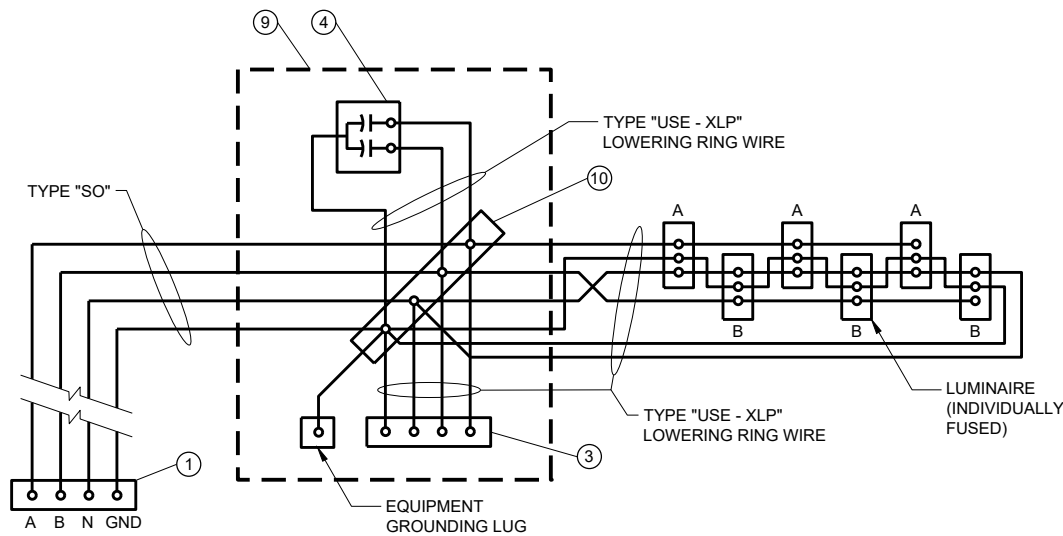 9
4
TYPE "USE - XLP"
LOWERING RING WIRE
10
TYPE "SO"
A
A
A
B
B
B
LUMINAIRE
(INDIVIDUALLY
FUSED)
TYPE "USE - XLP"
LOWERING RING WIRE
3
1
EQUIPMENT
GROUNDING LUG
A B N GND